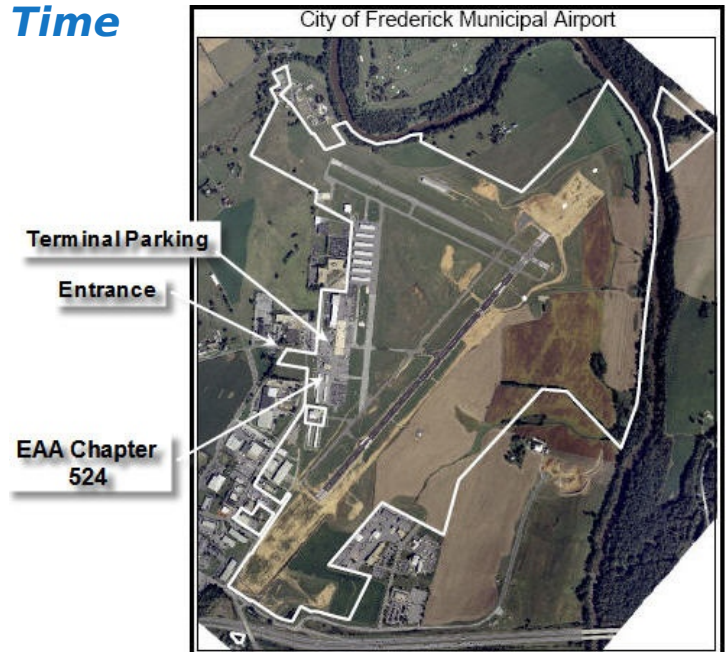 Time
City of Frederick Municipal Airport
Terminal Parking
Entrance
EAA Chapter
524